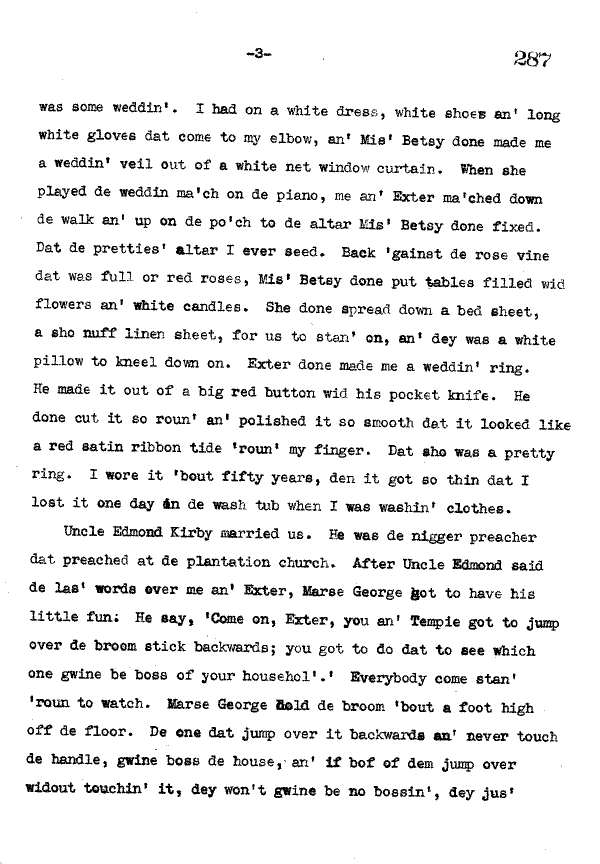 -3-
287
was some weddin'. I had on a white dress, white shoes an' long
white gloves dat come to my elbow, an' Mis' Betsy done made me
a weddin' veil out of a white net window curtain. When she
played de weddin ma'ch on de piano, me an' Exter ma'ched down
de walk an' up on de po'ch to de altar Mis' Betsy done fixed.
Dat de pretties' altar I ever seed. Back 'gainst de rose vine
dat was full or red roses, Mis' Betsy done put tables filled wid
flowers an' white candles. She done spread down a bed sheet,
a sho nuff linen sheet, for us to stan' on, an' dey was a white
pillow to kneel down on. Exter done made me a weddin' ring.
He made it out of a big red button wid his pocket knife. He
done cut it so roun' an' polished it so smooth dat it looked like
a red satin ribbon tide 'roun' my finger. Dat sho was a pretty
ring. I wore it 'bout fifty years, den it got so thin dat I
lost it one day in de wash tub when I was washin' clothes.
Uncle Edmond Kirby married us. He was de nigger preacher
dat preached at de plantation church. After Uncle Edmond said
de las' words over me an' Exter, Marse George got to have his
little fun: He say, 'Come on, Exter, you an' Tempie got to jump
over de broom stick backwards; you got to do dat to see which
one gwine be boss of your househol'.' Everybody come stan'
'roun to watch. Marse George hold de broom 'bout a foot high
off de floor. De one dat jump over it backwards an' never touch
de handle, gwine boss de house, an' if bof of dem jump over
widout touchin' it, dey won't gwine be no bossin', dey jus'